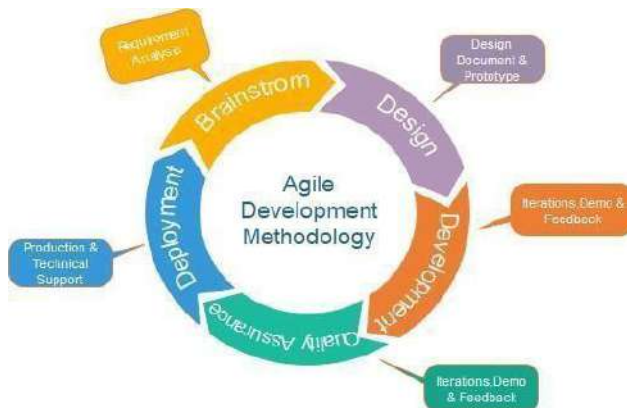 Requirement
Analysis
Brainstrom
Design
Document &
Prototype
Design
Iterations,Demo &
Feedback
Development
Agile
Development
Methodology
Deployment
Production &
Technical
Support
Quality Assurance
Iterations,Demo
& Feedback